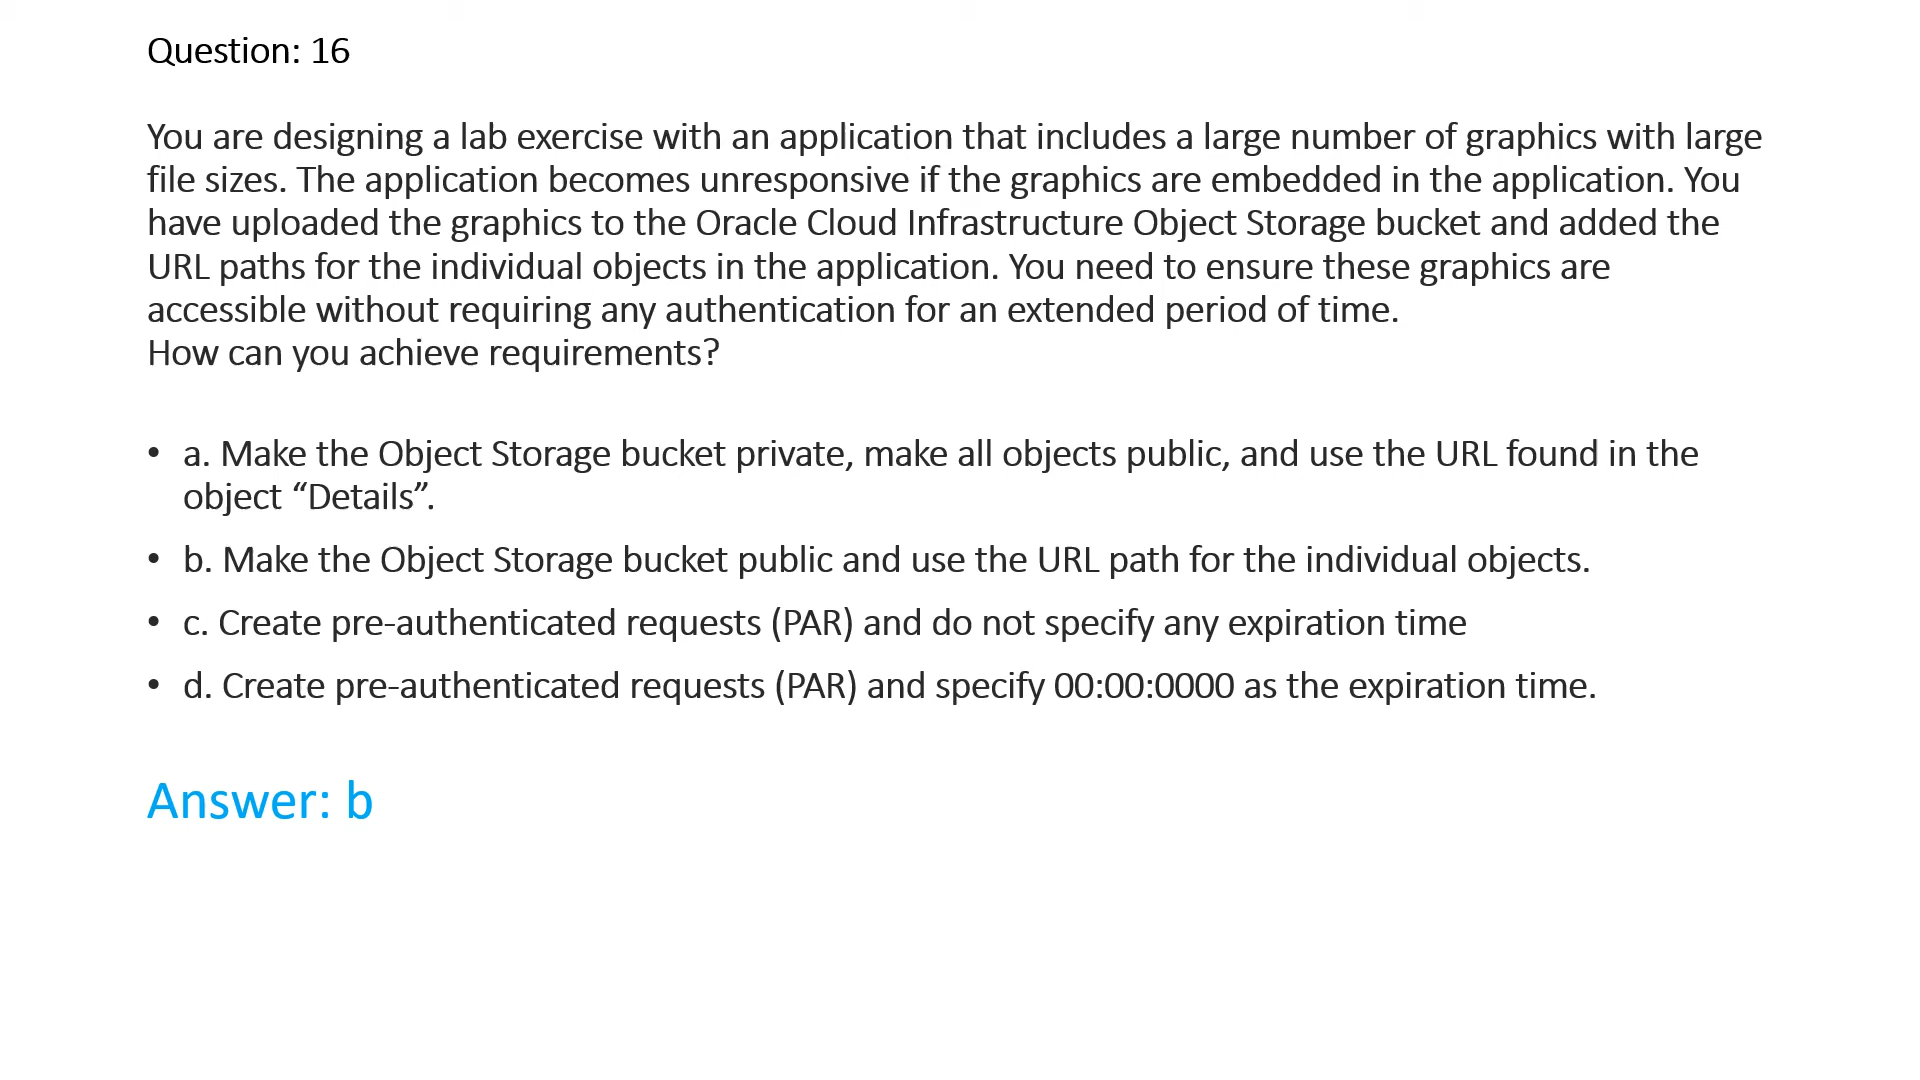 Question: 16
You are designing a lab exercise with an application that includes a large number of graphics with large
file sizes. The application becomes unresponsive if the graphics are embedded in the application. You
have uploaded the graphics to the Oracle Cloud Infrastructure Object Storage bucket and added the
URL paths for the individual objects in the application. You need to ensure these graphics are
accessible without requiring any authentication for an extended period of time.
How can you achieve requirements?
• a. Make the Object Storage bucket private, make all objects public, and use the URL found in the
object “Details”.
• b. Make the Object Storage bucket public and use the URL path for the individual objects.
• c. Create pre-authenticated requests (PAR) and do not specify any expiration time
• d. Create pre-authenticated requests (PAR) and specify 00:00:0000 as the expiration time.
Answer: b